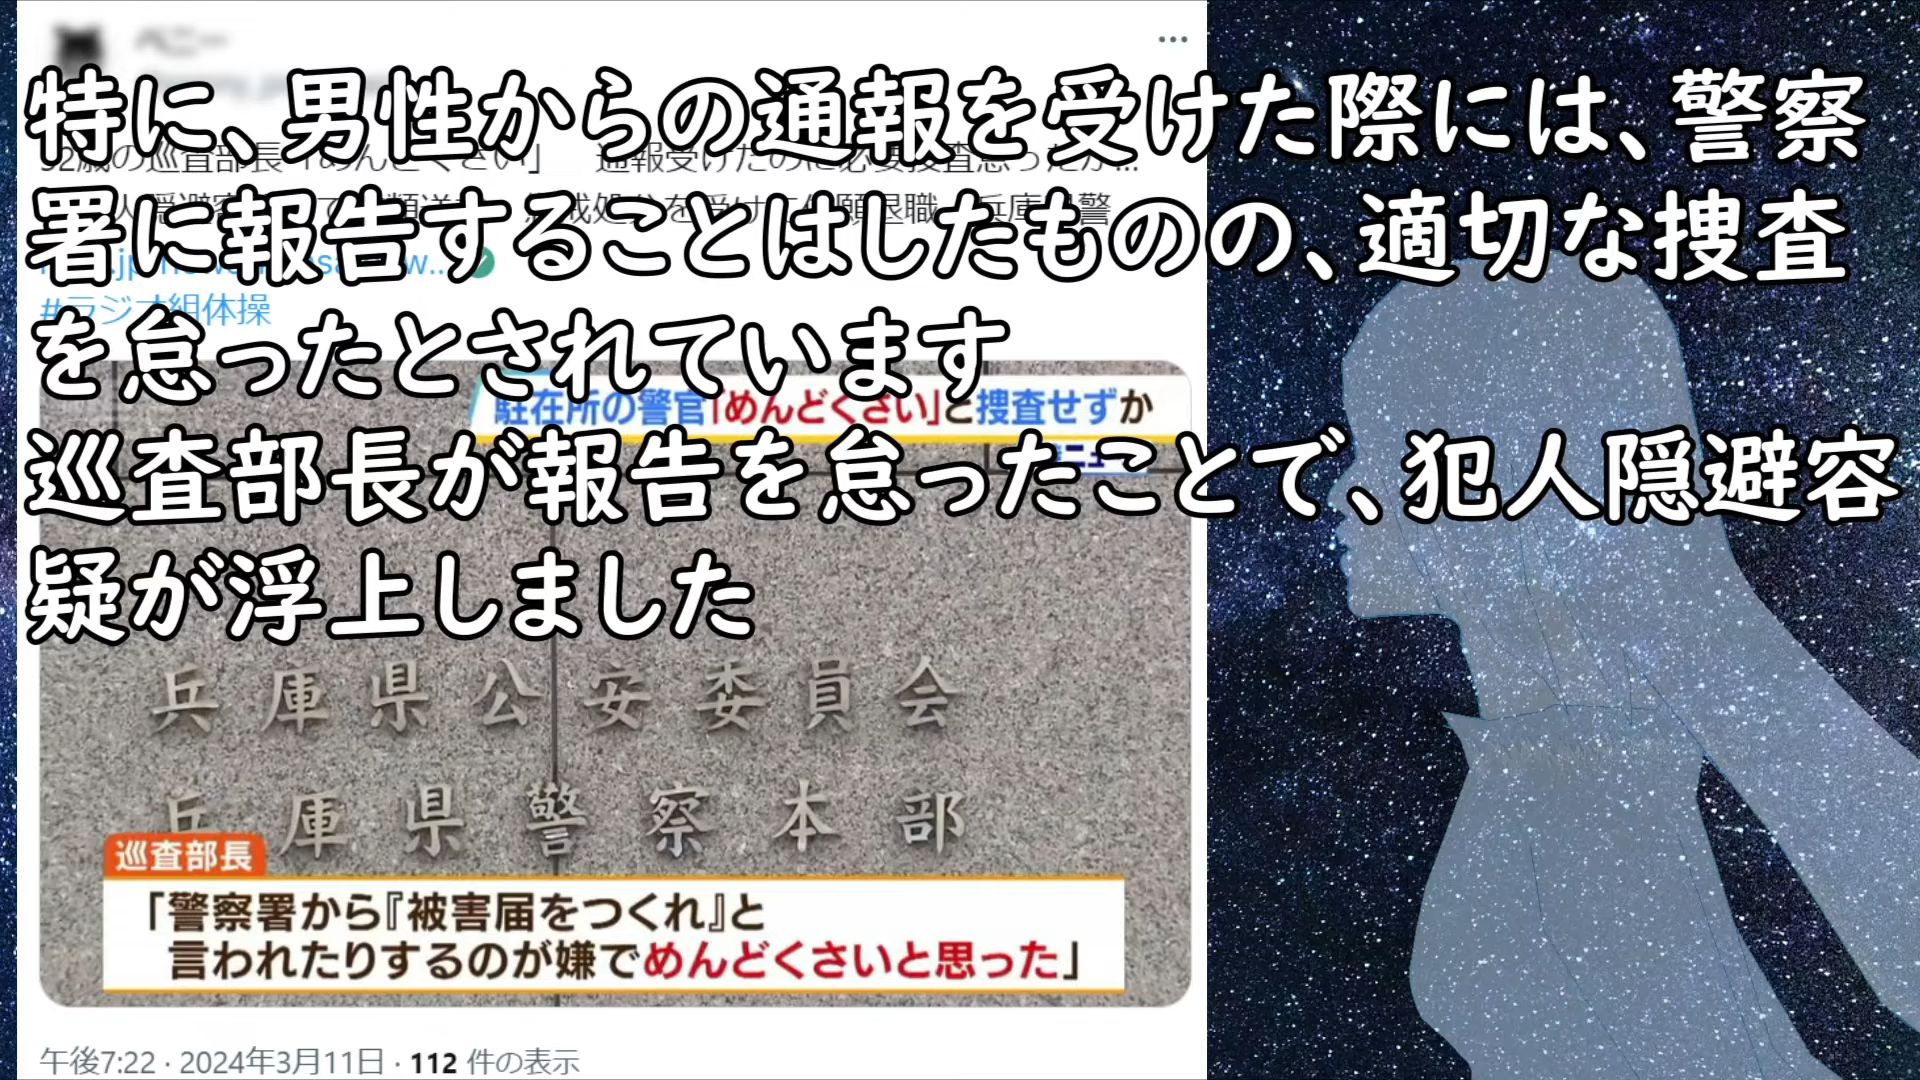 特に、男性からの通報を受けた際には、警察
署に報告することはしたものの、適切な捜査
を怠ったとされています
巡査部長が報告を怠ったことで、犯人隠避容
疑が浮上しました
#ラジオ組体操
駐在所の警官「めんどくさい」と捜査せずか
兵庫県公安委員会
兵庫県警察本部
巡査部長
「警察署から『被害届をつくれ』と
言われたりするのが嫌でめんどくさいと思った」
午後7:22 · 2024年3月11日 · 112 件の表示